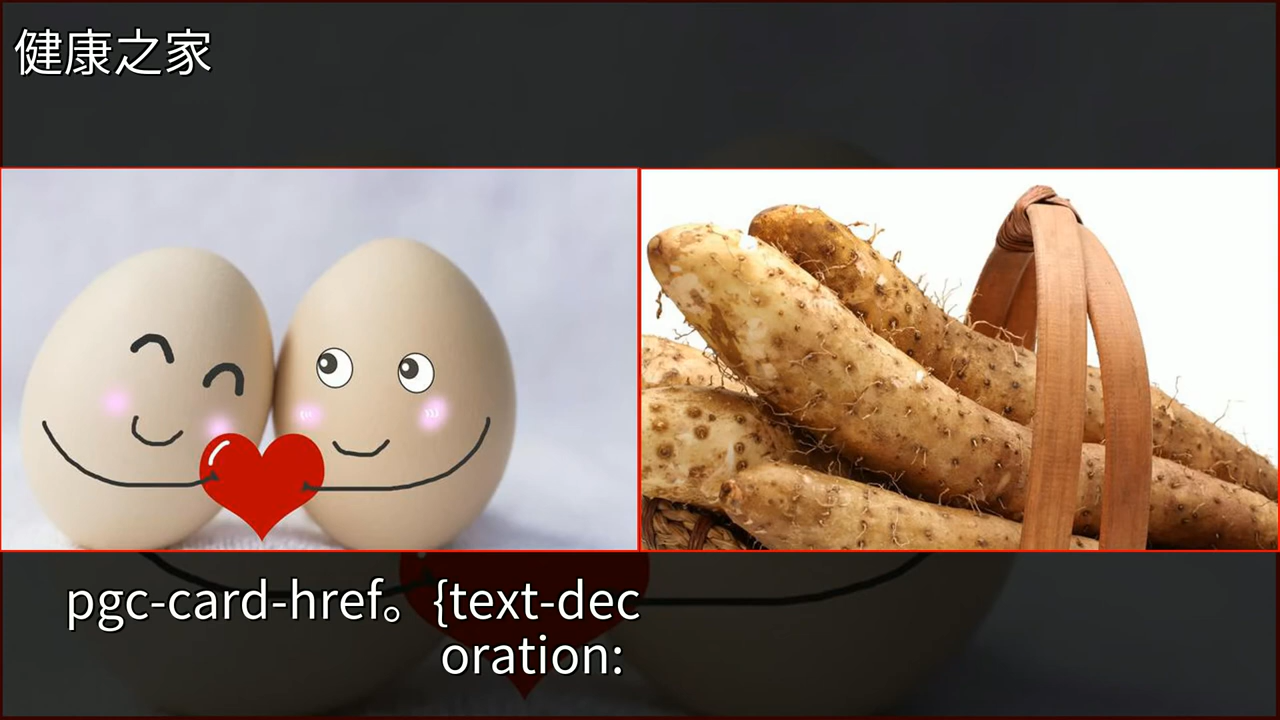 健康之家
pgc-card-href。{text-dec
oration: